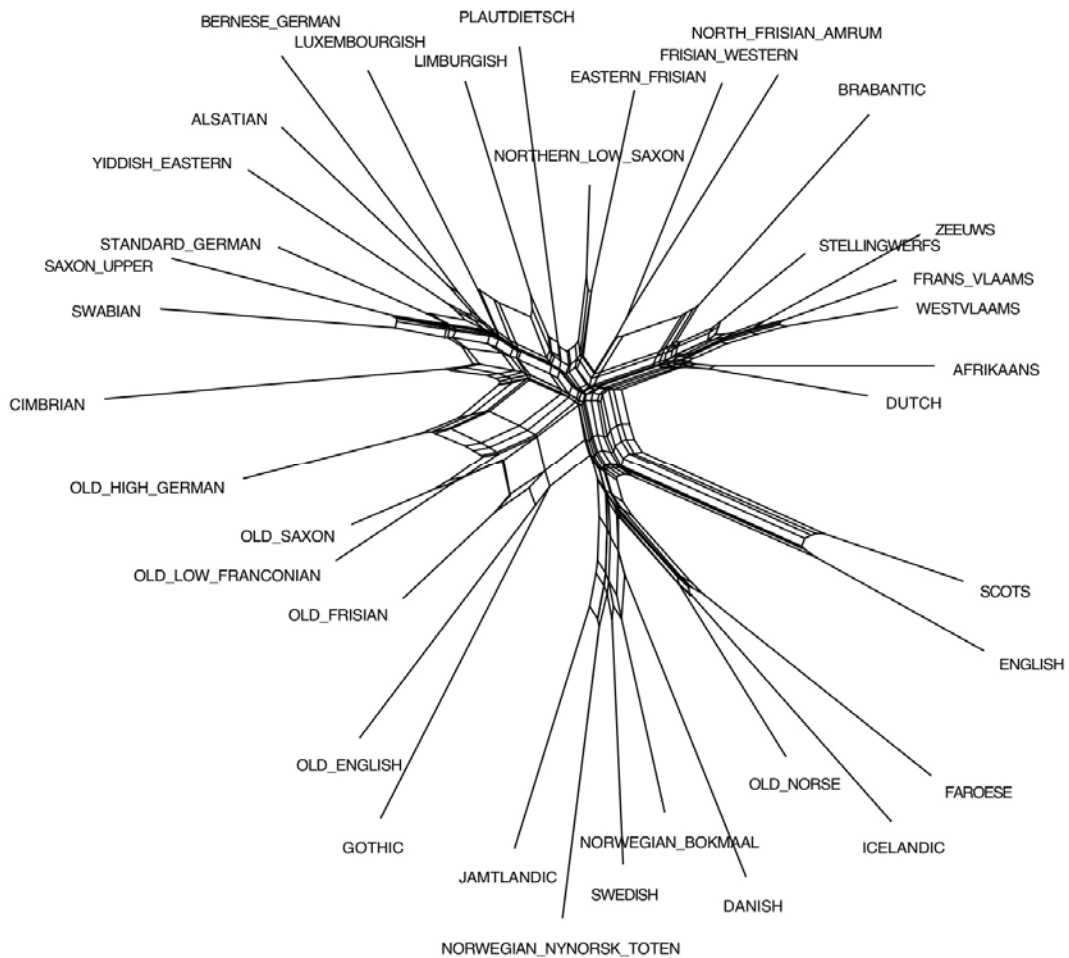 PLAUTDIETSCH
BERNESE_GERMAN
NORTH_FRISIAN_AMRUM
LUXEMBOURGISH
FRISIAN_WESTERN
LIMBURGISH
EASTERN_FRISIAN
BRABANTIC
ALSATIAN
NORTHERN_LOW_SAXON
YIDDISH_EASTERN
ZEEUWS
STANDARD_GERMAN
STELLINGWERFS
SAXON_UPPER
FRANS_VLAAMS
SWABIAN
WESTVLAAMS
AFRIKAANS
CIMBRIAN
DUTCH
OLD_HIGH_GERMAN
OLD_SAXON
OLD_LOW_FRANCONIAN
SCOTS
OLD_FRISIAN
ENGLISH
OLD_ENGLISH
OLD_NORSE
FAROESE
NORWEGIAN_BOKMAAL
GOTHIC
ICELANDIC
JAMTLANDIC
SWEDISH
DANISH
NORWEGIAN_NYNORSK_TOTEN